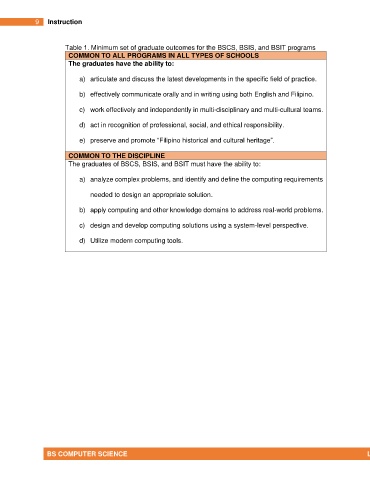 9 Instruction
Table 1. Minimum set of graduate outcomes for the BSCS, BSIS, and BSIT programs
COMMON TO ALL PROGRAMS IN ALL TYPES OF SCHOOLS
The graduates have the ability to:
a) articulate and discuss the latest developments in the specific field of practice.
b) effectively communicate orally and in writing using both English and Filipino.
c) work effectively and independently in multi-disciplinary and multi-cultural teams.
d) act in recognition of professional, social, and ethical responsibility.
e) preserve and promote "Filipino historical and cultural heritage".
COMMON TO THE DISCIPLINE
The graduates of BSCS, BSIS, and BSIT must have the ability to:
a) analyze complex problems, and identify and define the computing requirements
needed to design an appropriate solution.
b) apply computing and other knowledge domains to address real-world problems.
c) design and develop computing solutions using a system-level perspective.
d) Utilize modern computing tools.
BS COMPUTER SCIENCE